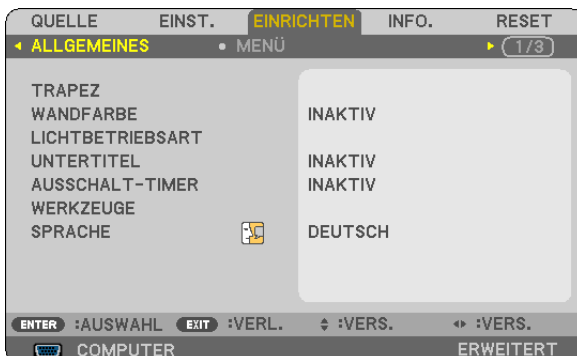 QUELLE EINST. EINRICHTEN INFO. RESET
ALLGEMEINES • MENÜ 1/3
TRAPEZ
WANDFARBE INAKTIV
LICHTBETRIEBSART
UNTERTITEL INAKTIV
AUSSCHALT-TIMER INAKTIV
WERKZEUGE
SPRACHE DEUTSCH
ENTER :AUSWAHL EXIT :VERL. :VERS. :VERS.
COMPUTER ERWEITERT